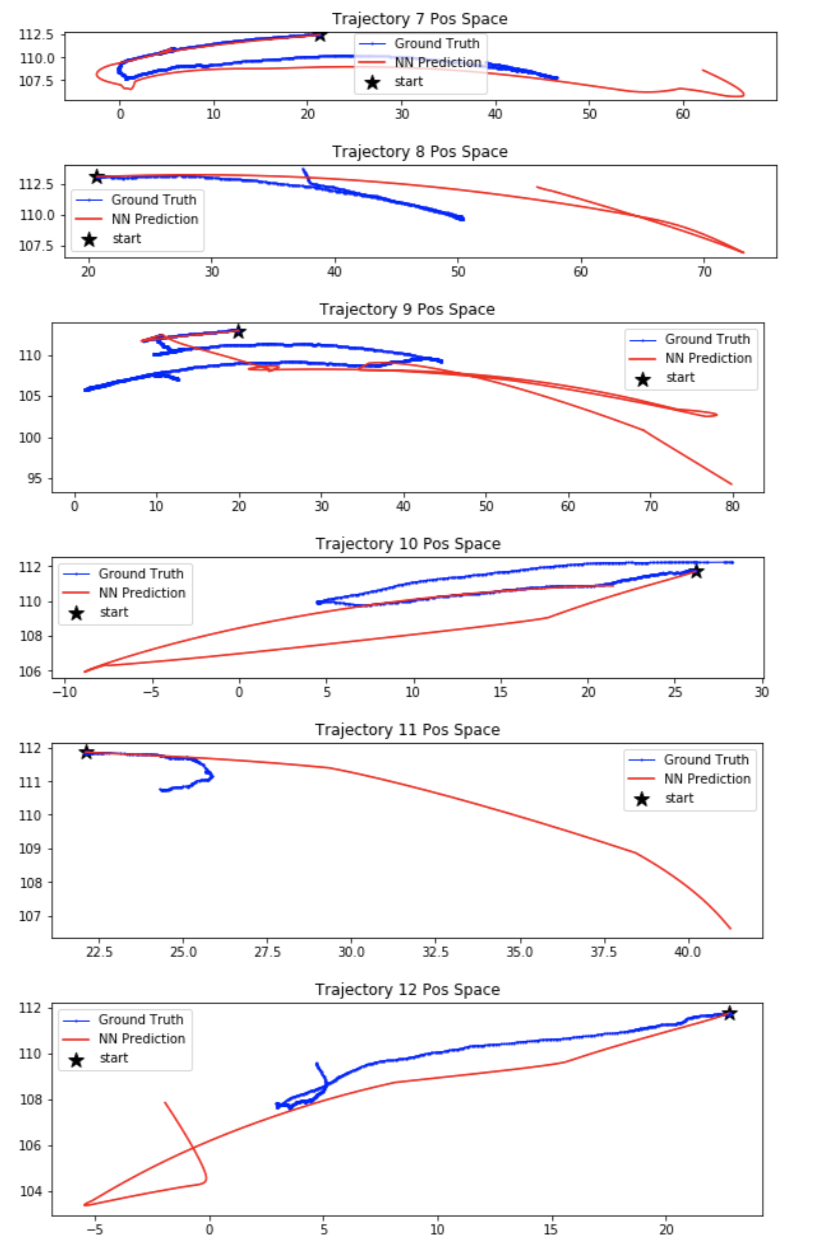 Trajectory 7 Pos Space
112.5
110.0
107.5
Ground Truth
NN Prediction
start
0 10 20 30 40 50 60
Trajectory 8 Pos Space
112.5
110.0
107.5
Ground Truth
NN Prediction
start
20 30 40 50 60 70
Trajectory 9 Pos Space
110
105
100
95
Ground Truth
NN Prediction
start
0 10 20 30 40 50 60 70 80
Trajectory 10 Pos Space
112
110
108
106
Ground Truth
NN Prediction
start
−10 −5 0 5 10 15 20 25 30
Trajectory 11 Pos Space
112
111
110
109
108
107
Ground Truth
NN Prediction
start
22.5 25.0 27.5 30.0 32.5 35.0 37.5 40.0
Trajectory 12 Pos Space
112
110
108
106
104
Ground Truth
NN Prediction
start
−5 0 5 10 15 20